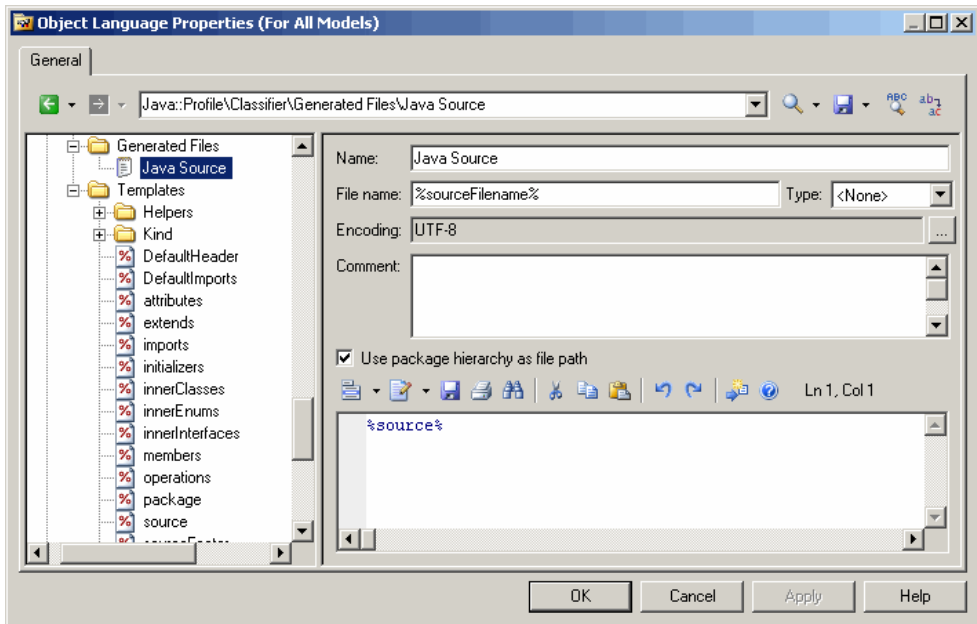 Object Language Properties (For All Models)
General
Java::Profile\Classifier\Generated Files\Java Source
Generated Files
Java Source
Templates
Helpers
Kind
DefaultHeader
DefaultImports
attributes
extends
imports
initializers
innerClasses
innerEnums
innerInterfaces
members
operations
package
source
Name: Java Source
File name: %sourceFilename% Type: <None>
Encoding: UTF-8 ...
Comment:
Use package hierarchy as file path
Ln 1, Col 1
%source%
OK Cancel Apply Help